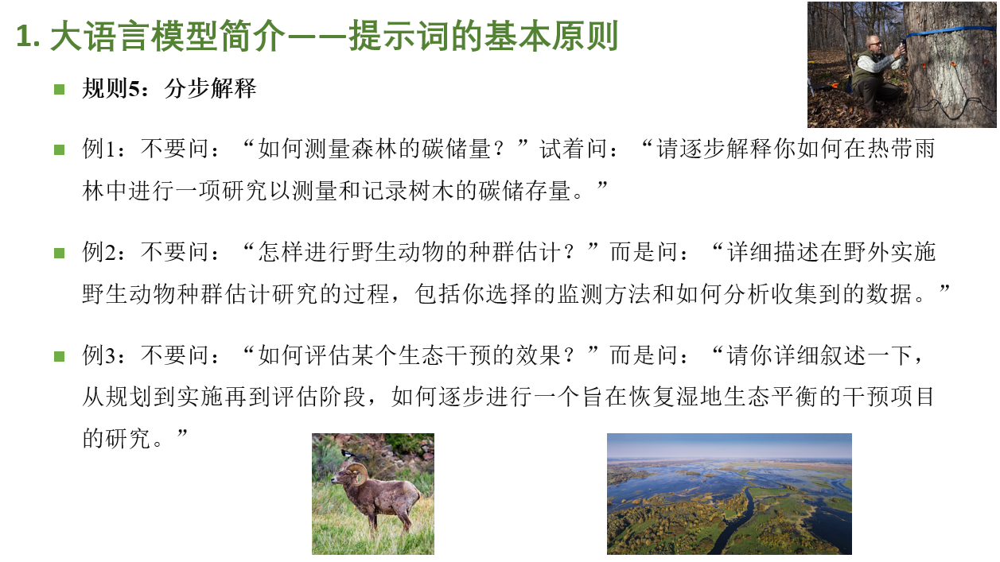 1. 大语言模型简介——提示词的基本原则
规则5：分步解释
例1：不要问：“如何测量森林的碳储量？”试着问：“请逐步解释你如何在热带雨
林中进行一项研究以测量和记录树木的碳储存量。”
例2：不要问：“怎样进行野生动物的种群估计？”而是问：“详细描述在野外实施
野生动物种群估计研究的过程，包括你选择的监测方法和如何分析收集到的数据。”
例3：不要问：“如何评估某个生态干预的效果？”而是问：“请你详细叙述一下，
从规划到实施再到评估阶段，如何逐步进行一个旨在恢复湿地生态平衡的干预项目
的研究。”